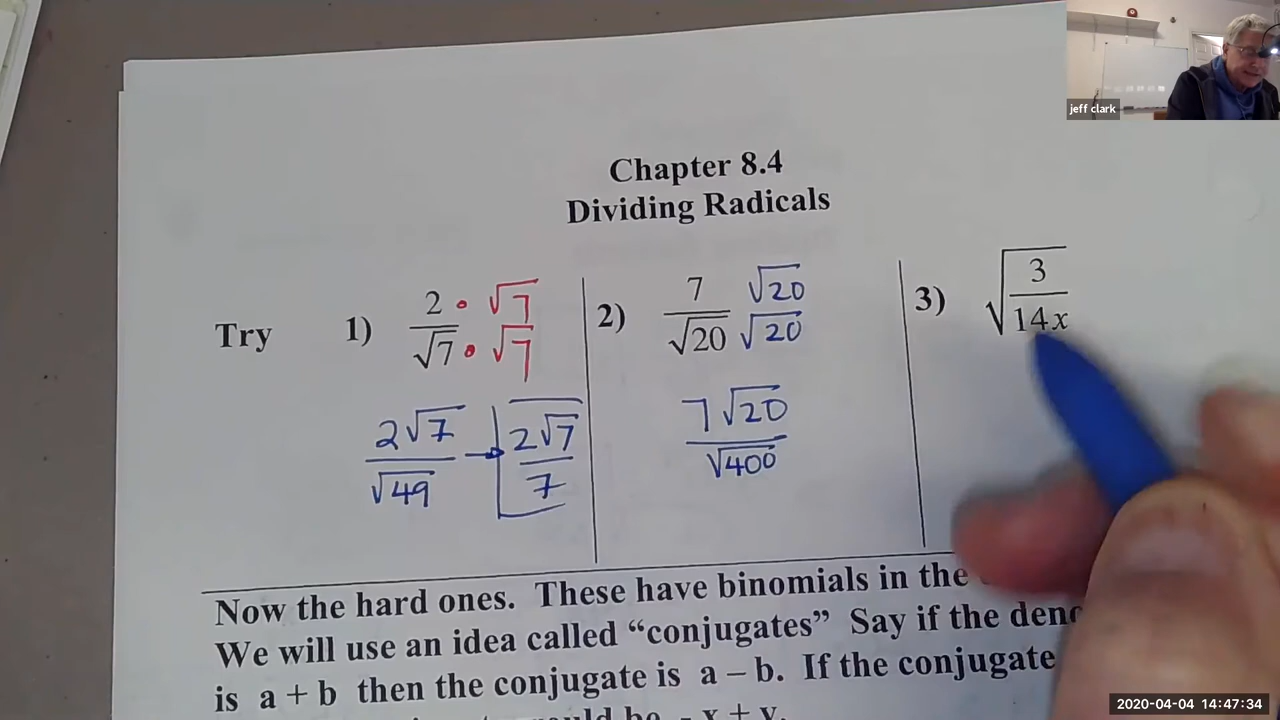 jeff clark
Chapter 8.4
Dividing Radicals
Try 1) 2 • √7 / √7 • √7 2) 7 √20 / √20 √20 3) √(3 / 14x)
2√7 / √49 → 2√7 / 7 7√20 / √400
Now the hard ones. These have binomials in the
We will use an idea called “conjugates” Say if the
is a + b then the conjugate is a – b. If the conjugate
x + y.
2020-04-04 14:47:34